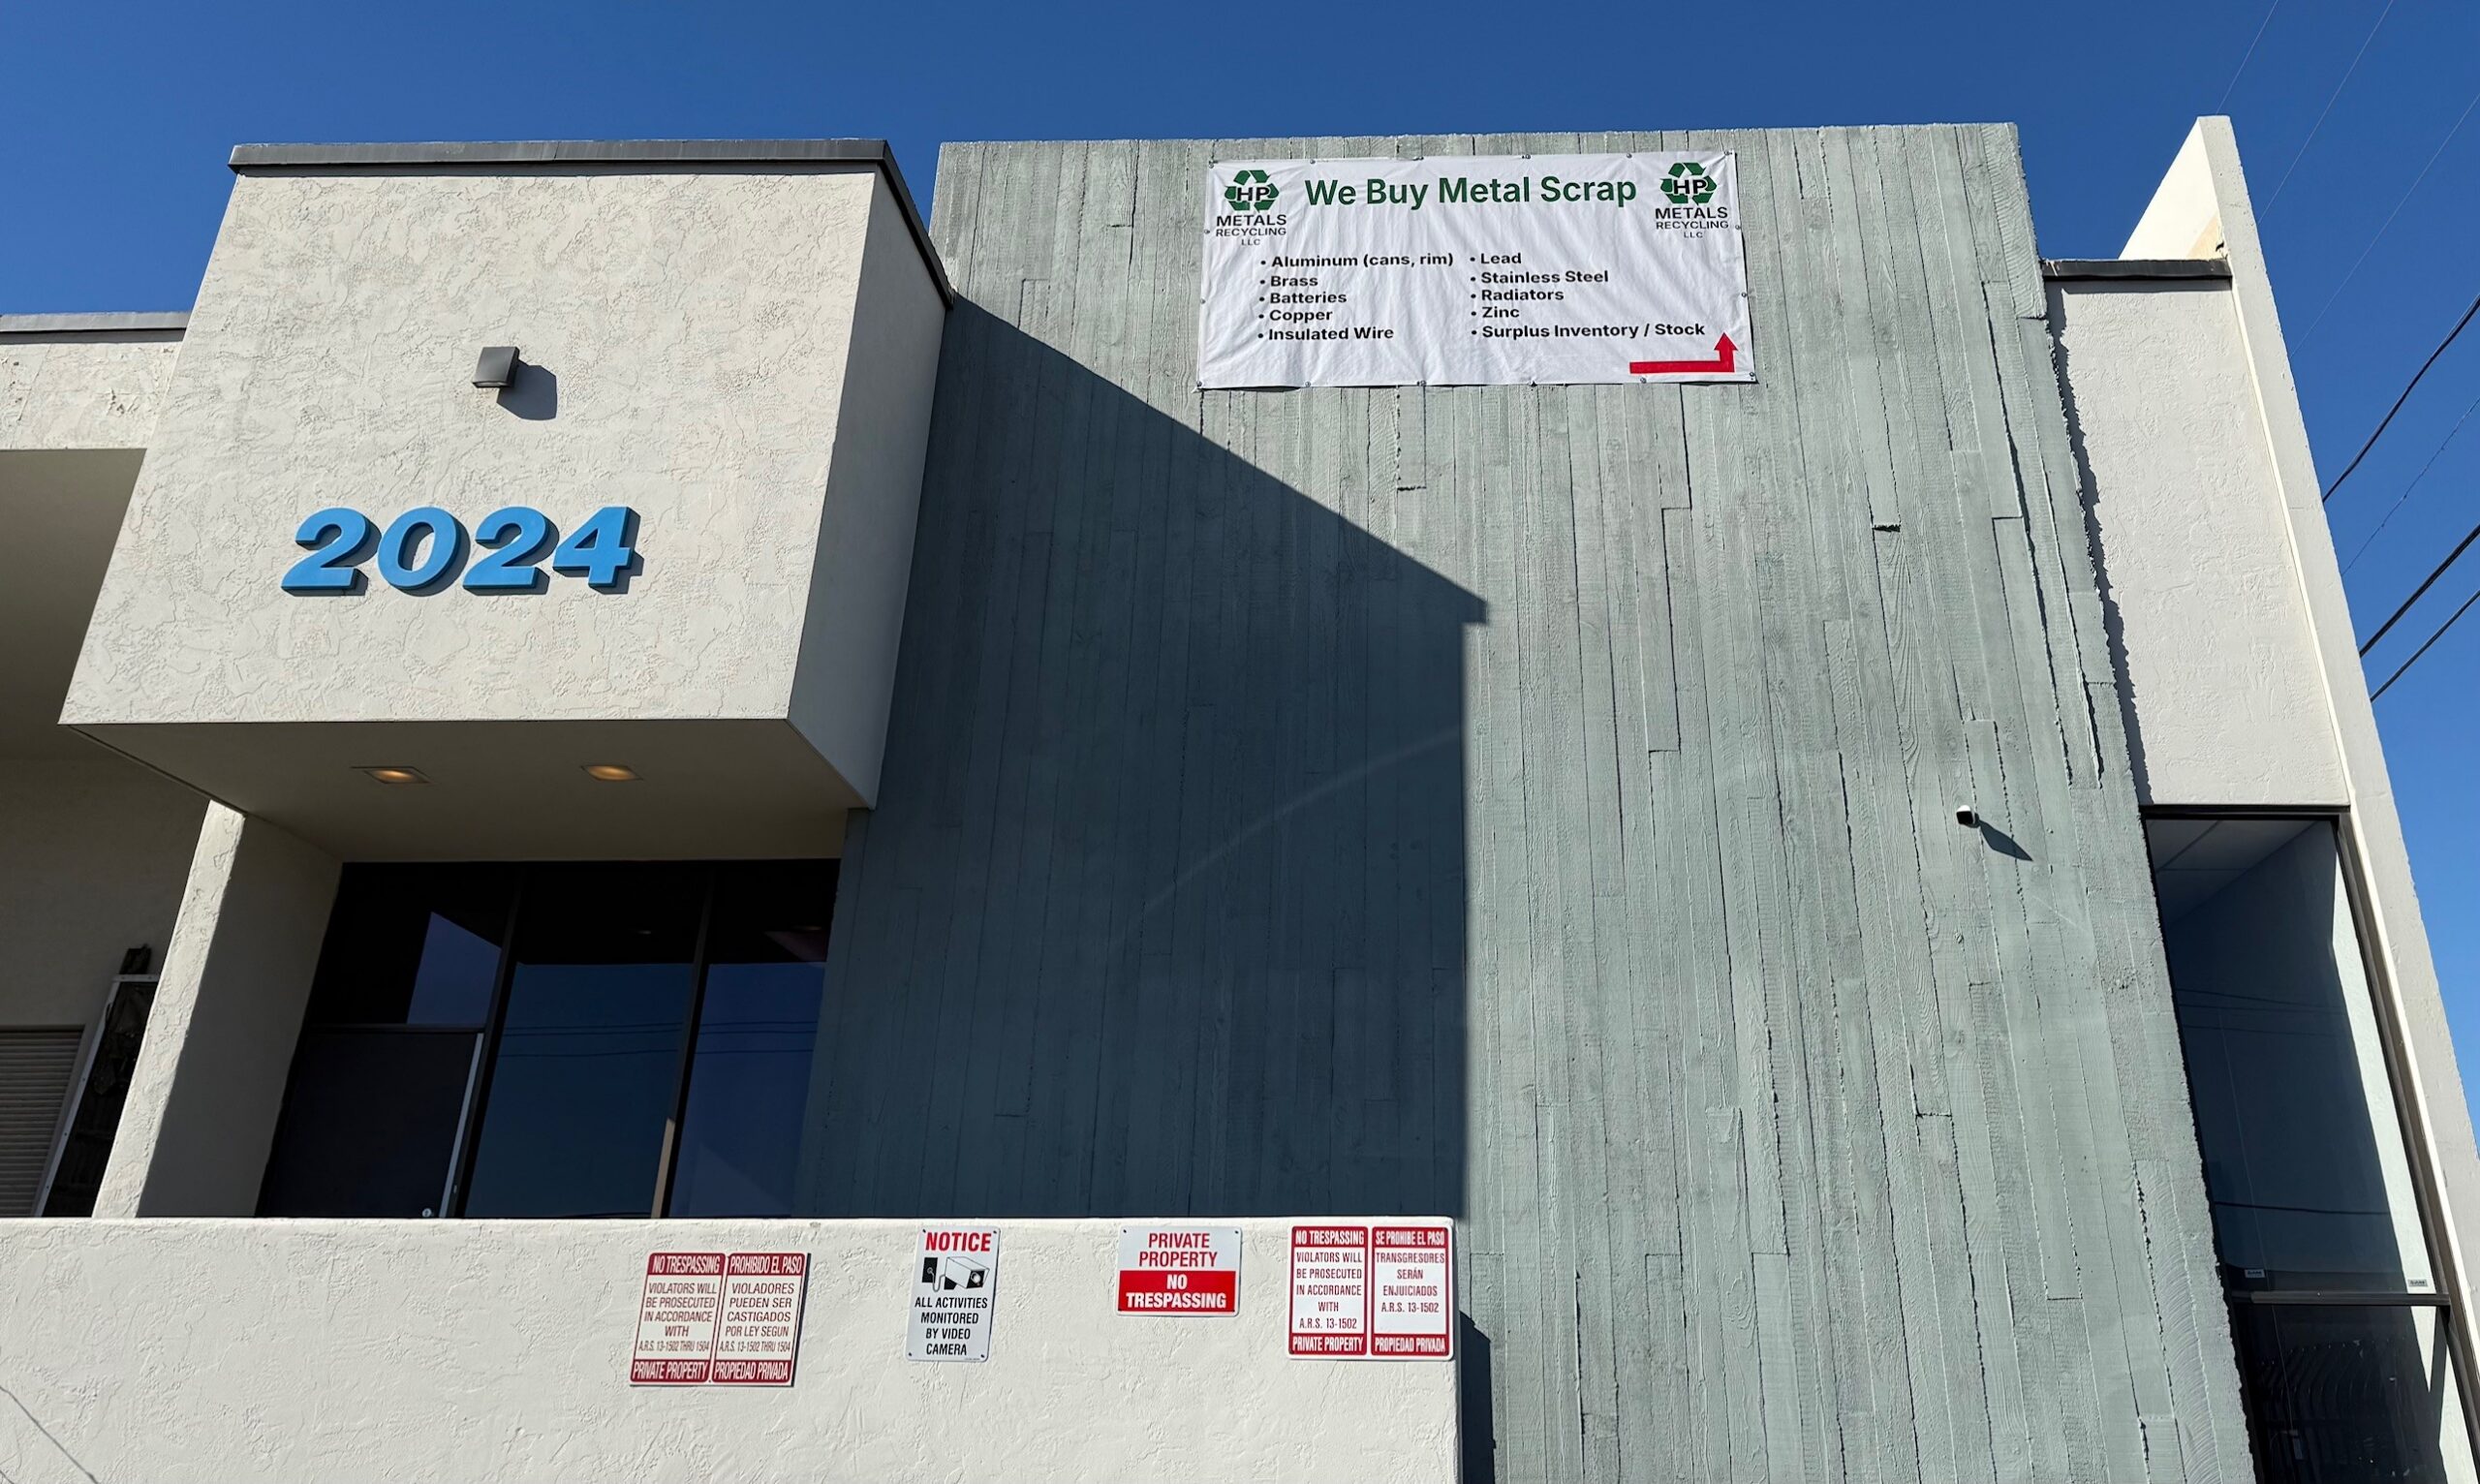 HP
METALS
RECYCLING
LLC
We Buy Metal Scrap
HP
METALS
RECYCLING
LLC
• Aluminum (cans, rim)
• Brass
• Batteries
• Copper
• Insulated Wire
• Lead
• Stainless Steel
• Radiators
• Zinc
• Surplus Inventory / Stock
2024
NO TRESPASSING
VIOLATORS WILL
BE PROSECUTED
IN ACCORDANCE
WITH
A.R.S. 13-1502 THRU 1504
PRIVATE PROPERTY
PROHIBIDO EL PASO
VIOLADORES
PUEDEN SER
CASTIGADOS
POR LEY SEGUN
A.R.S. 13-1502 THRU 1504
PROPIEDAD PRIVADA
NOTICE
ALL ACTIVITIES
MONITORED
BY VIDEO
CAMERA
PRIVATE
PROPERTY
NO
TRESPASSING
NO TRESPASSING
VIOLATORS WILL
BE PROSECUTED
IN ACCORDANCE
WITH
A.R.S. 13-1502
PRIVATE PROPERTY
SE PROHIBE EL PASO
TRANSGRESORES
SERÁN
ENJUICIADOS
A.R.S. 13-1502
PROPIEDAD PRIVADA